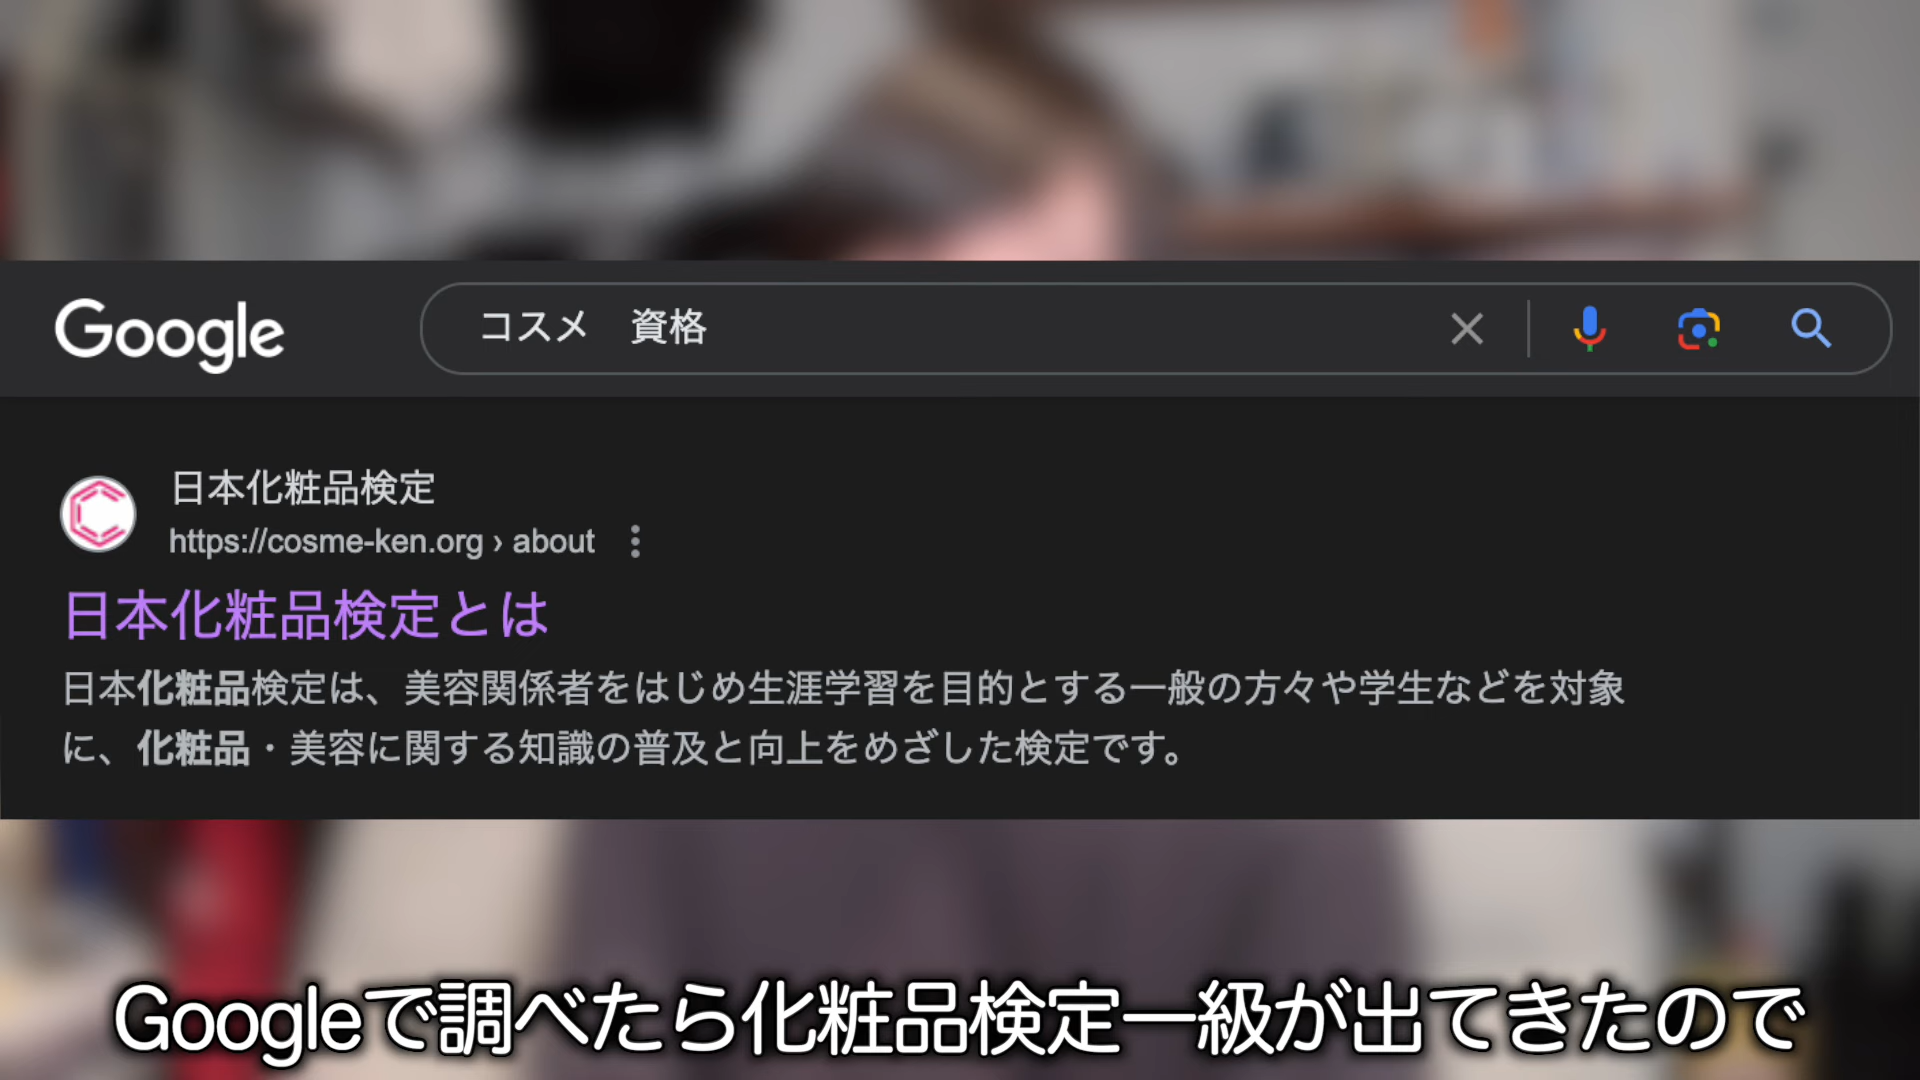 Google
コスメ　資格
日本化粧品検定
https://cosme-ken.org › about
日本化粧品検定とは
日本化粧品検定は、美容関係者をはじめ生涯学習を目的とする一般の方々や学生などを対象
に、化粧品・美容に関する知識の普及と向上をめざした検定です。
Googleで調べたら化粧品検定一級が出てきたので